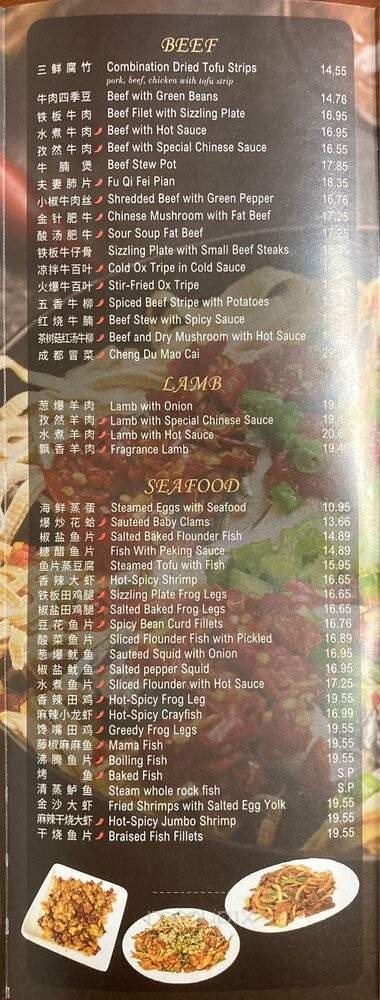 BEEF
三鲜腐竹 Combination Dried Tofu Strips 14.55
pork, beef, chicken with tofu strip
牛肉四季豆 Beef with Green Beans 14.76
铁板牛肉 Beef Filet with Sizzling Plate 16.95
水煮牛肉 Beef with Hot Sauce 16.95
孜然牛肉 Beef with Special Chinese Sauce 16.55
牛腩煲 Beef Stew Pot 17.85
夫妻肺片 Fu Qi Fei Pian 18.35
小椒牛肉丝 Shredded Beef with Green Pepper 16.76
金针肥牛 Chinese Mushroom with Fat Beef 17.25
酸汤肥牛 Sour Soup Fat Beef 17.25
铁板牛仔骨 Sizzling Plate with Small Beef Steaks
凉拌牛百叶 Cold Ox Tripe in Cold Sauce
火爆牛百叶 Stir-Fried Ox Tripe
五香牛柳 Spiced Beef Stripe with Potatoes
红烧牛腩 Beef Stew with Spicy Sauce
茶树菇红汤牛柳 Beef and Dry Mushroom with Hot Sauce
成都冒菜 Cheng Du Mao Cai
LAMB
葱爆羊肉 Lamb with Onion
孜然羊肉 Lamb with Special Chinese Sauce
水煮羊肉 Lamb with Hot Sauce
飘香羊肉 Fragrance Lamb 19.49
SEAFOOD
海鲜蒸蛋 Steamed Eggs with Seafood 10.95
爆炒花蛤 Sauteed Baby Clams 13.66
椒盐鱼片 Salted Baked Flounder Fish 14.89
糖醋鱼片 Fish With Peking Sauce 14.89
鱼片蒸豆腐 Steamed Tofu with Fish 15.95
香辣大虾 Hot-Spicy Shrimp 16.65
铁板田鸡腿 Sizzling Plate Frog Legs 16.65
椒盐田鸡腿 Salted Baked Frog Legs 16.65
豆花鱼片 Spicy Bean Curd Fillets 16.76
酸菜鱼片 Sliced Flounder Fish with Pickled 16.89
葱爆鱿鱼 Sauteed Squid with Onion 16.95
椒盐鱿鱼 Salted pepper Squid 16.95
水煮鱼片 Sliced Flounder with Hot Sauce 17.25
香辣田鸡 Hot-Spicy Frog Leg 19.55
麻辣小龙虾 Hot-Spicy Crayfish 16.99
馋嘴田鸡 Greedy Frog Legs 19.55
藤椒麻麻鱼 Mama Fish 19.55
沸腾鱼片 Boiling Fish 19.55
烤鱼 Baked Fish S.P
清蒸鲈鱼 Steam whole rock fish S.P
金沙大虾 Fried Shrimps with Salted Egg Yolk 19.55
麻辣干烧大虾 Hot-Spicy Jumbo Shrimp 19.55
干烧鱼片 Braised Fish Fillets 19.55